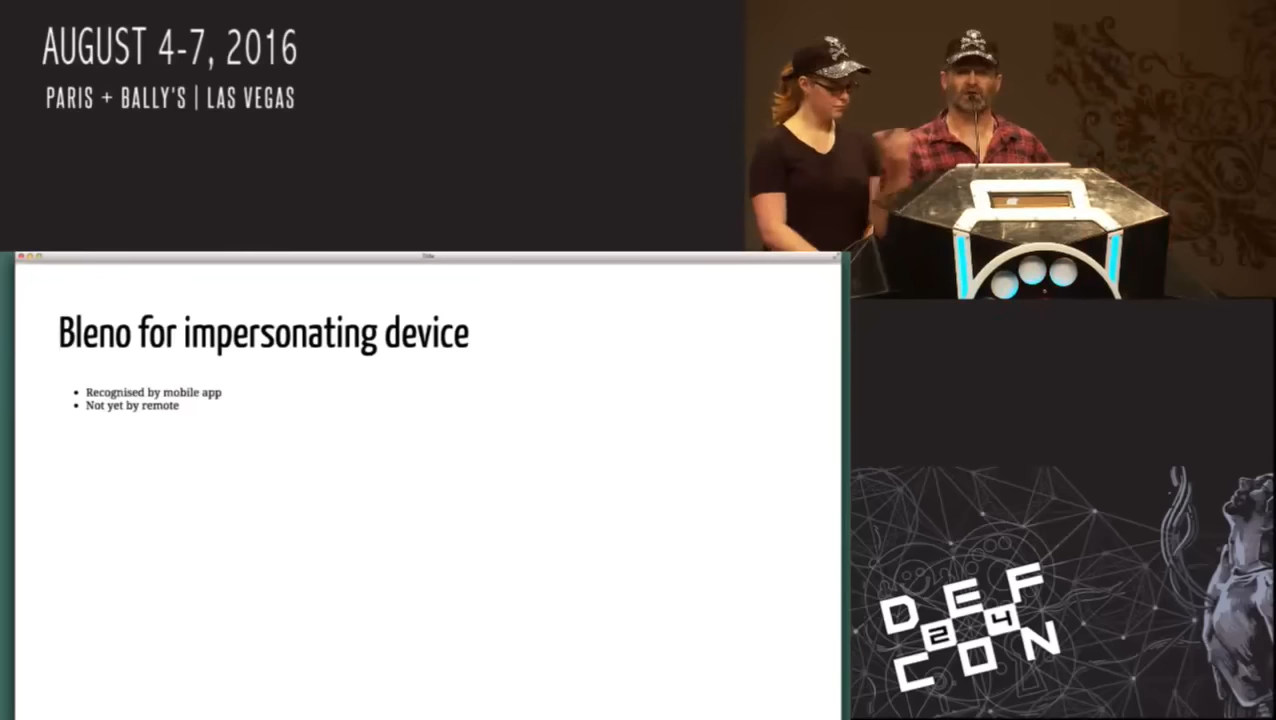 AUGUST 4-7, 2016
PARIS + BALLY'S | LAS VEGAS
Title
Bleno for impersonating device
Recognised by mobile app
Not yet by remote
DEF
24
CON